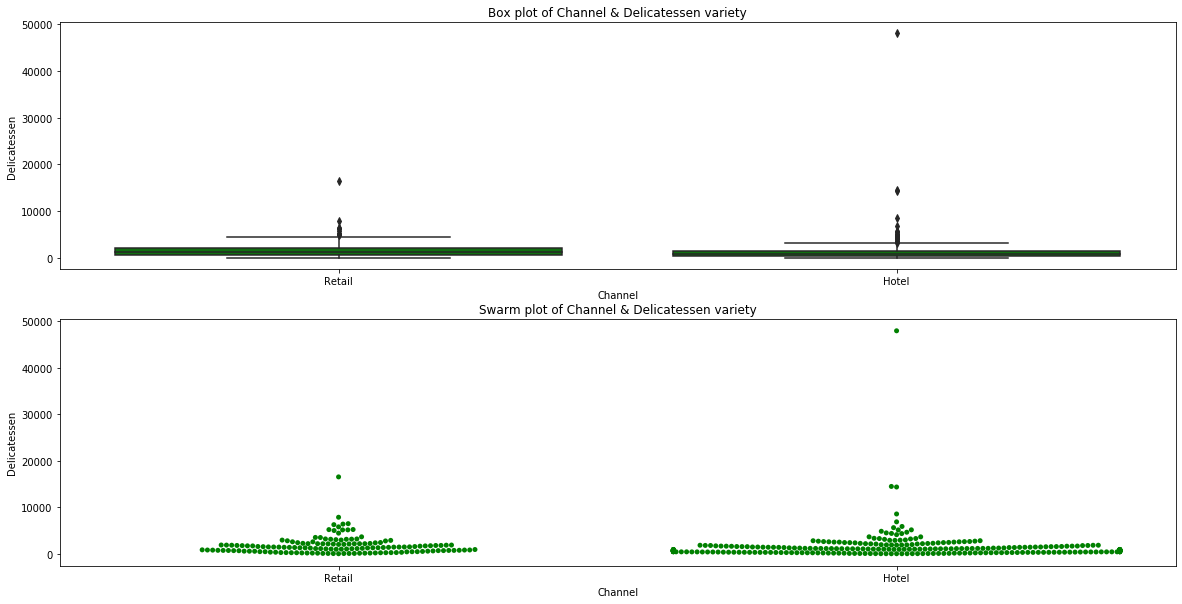 Box plot of Channel & Delicatessen variety
50000
40000
30000
20000
10000
0
Delicatessen
Retail
Hotel
Channel
Swarm plot of Channel & Delicatessen variety
50000
40000
30000
20000
10000
0
Delicatessen
Retail
Hotel
Channel